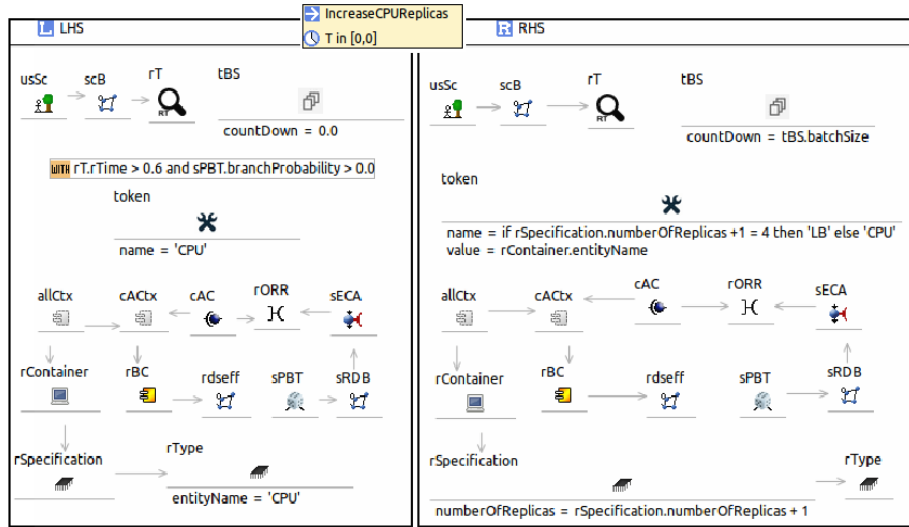 IncreaseCPUReplicas
T in [0,0]
L LHS
usSc scB rT tBS
RT
countDown = 0.0
WITH rT.rTime > 0.6 and sPBT.branchProbability > 0.0
token
name = 'CPU'
allCtx cACtx cAC rORR sECA
rContainer rBC rdseff sPBT sRDB
rSpecification rType
entityName = 'CPU'
R RHS
usSc scB rT tBS
RT
countDown = tBS.batchSize
token
name = if rSpecification.numberOfReplicas +1 = 4 then 'LB' else 'CPU'
value = rContainer.entityName
allCtx cACtx cAC rORR sECA
rContainer rBC rdseff sPBT sRDB
rSpecification rType
numberOfReplicas = rSpecification.numberOfReplicas + 1